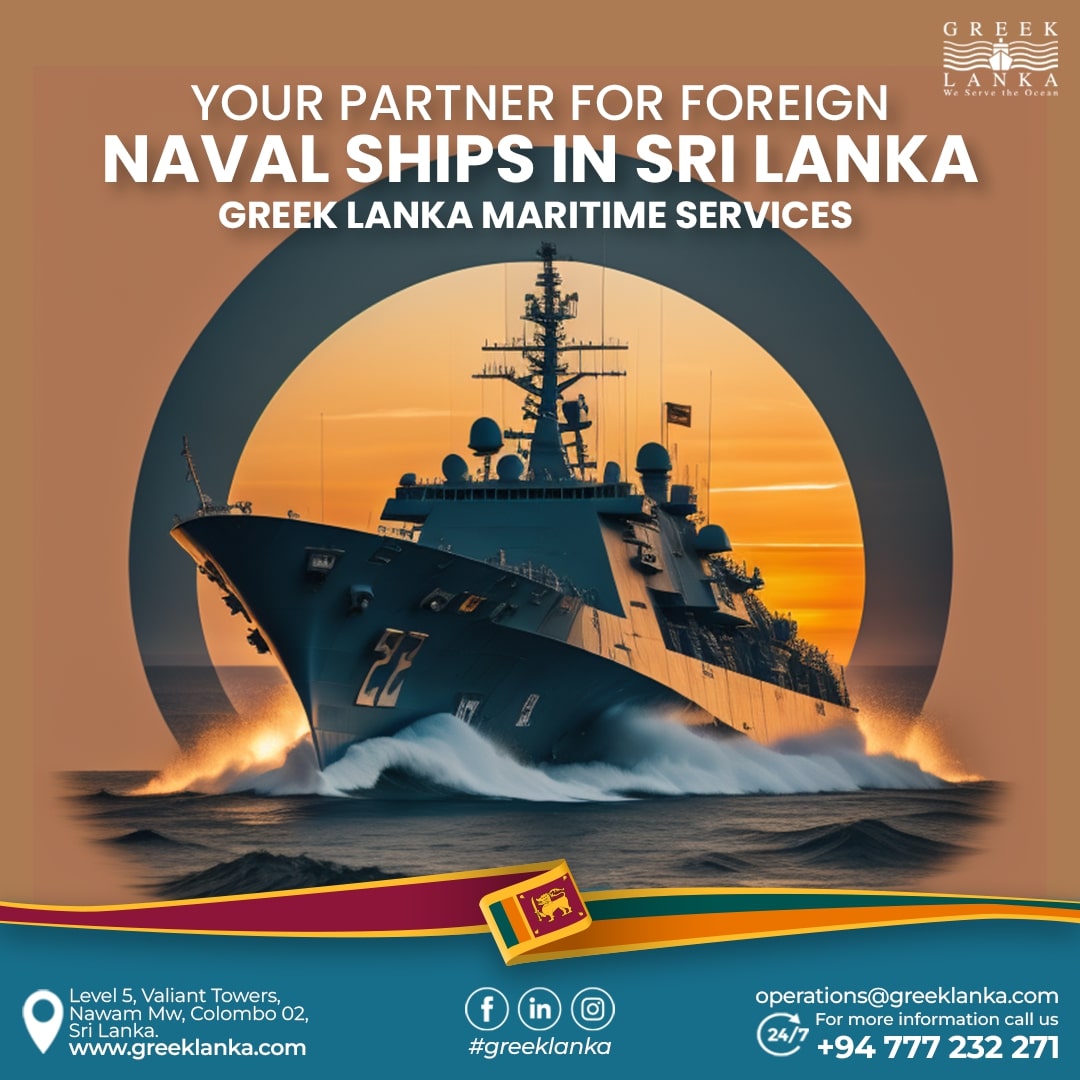 GREEK
LANKA
We Serve the Ocean
YOUR PARTNER FOR FOREIGN
NAVAL SHIPS IN SRI LANKA
GREEK LANKA MARITIME SERVICES
22
Level 5, Valiant Towers,
Nawam Mw, Colombo 02,
Sri Lanka.
www.greeklanka.com
f
in
#greeklanka
operations@greeklanka.com
For more information call us
24/7
+94 777 232 271